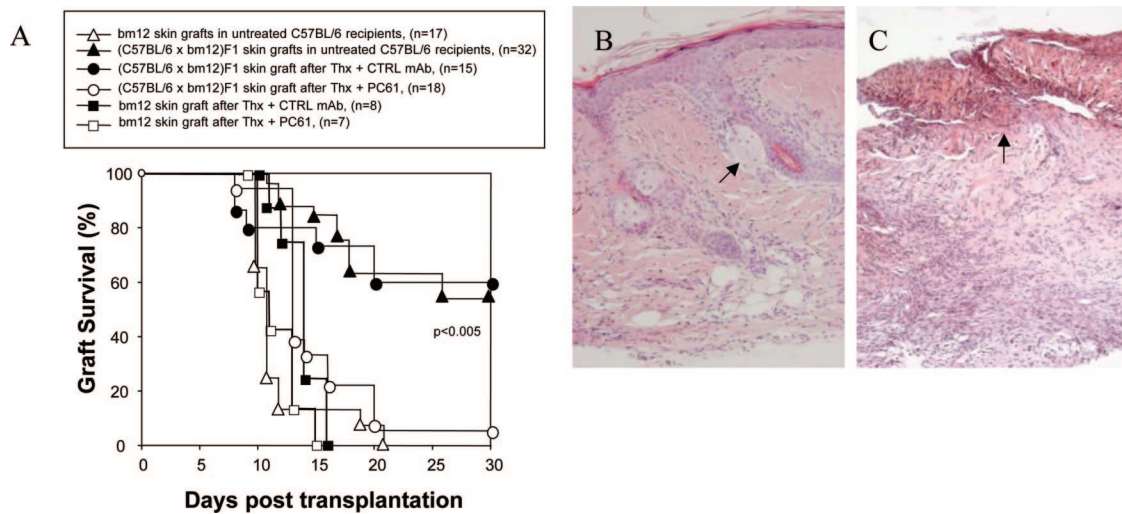 A
bm12 skin grafts in untreated C57BL/6 recipients, (n=17)
(C57BL/6 x bm12)F1 skin grafts in untreated C57BL/6 recipients, (n=32)
(C57BL/6 x bm12)F1 skin graft after Thx + CTRL mAb, (n=15)
(C57BL/6 x bm12)F1 skin graft after Thx + PC61, (n=18)
bm12 skin graft after Thx + CTRL mAb, (n=8)
bm12 skin graft after Thx + PC61, (n=7)
Graft Survival (%)
100
80
60
40
20
0
p<0.005
0 5 10 15 20 25 30
Days post transplantation
B
C